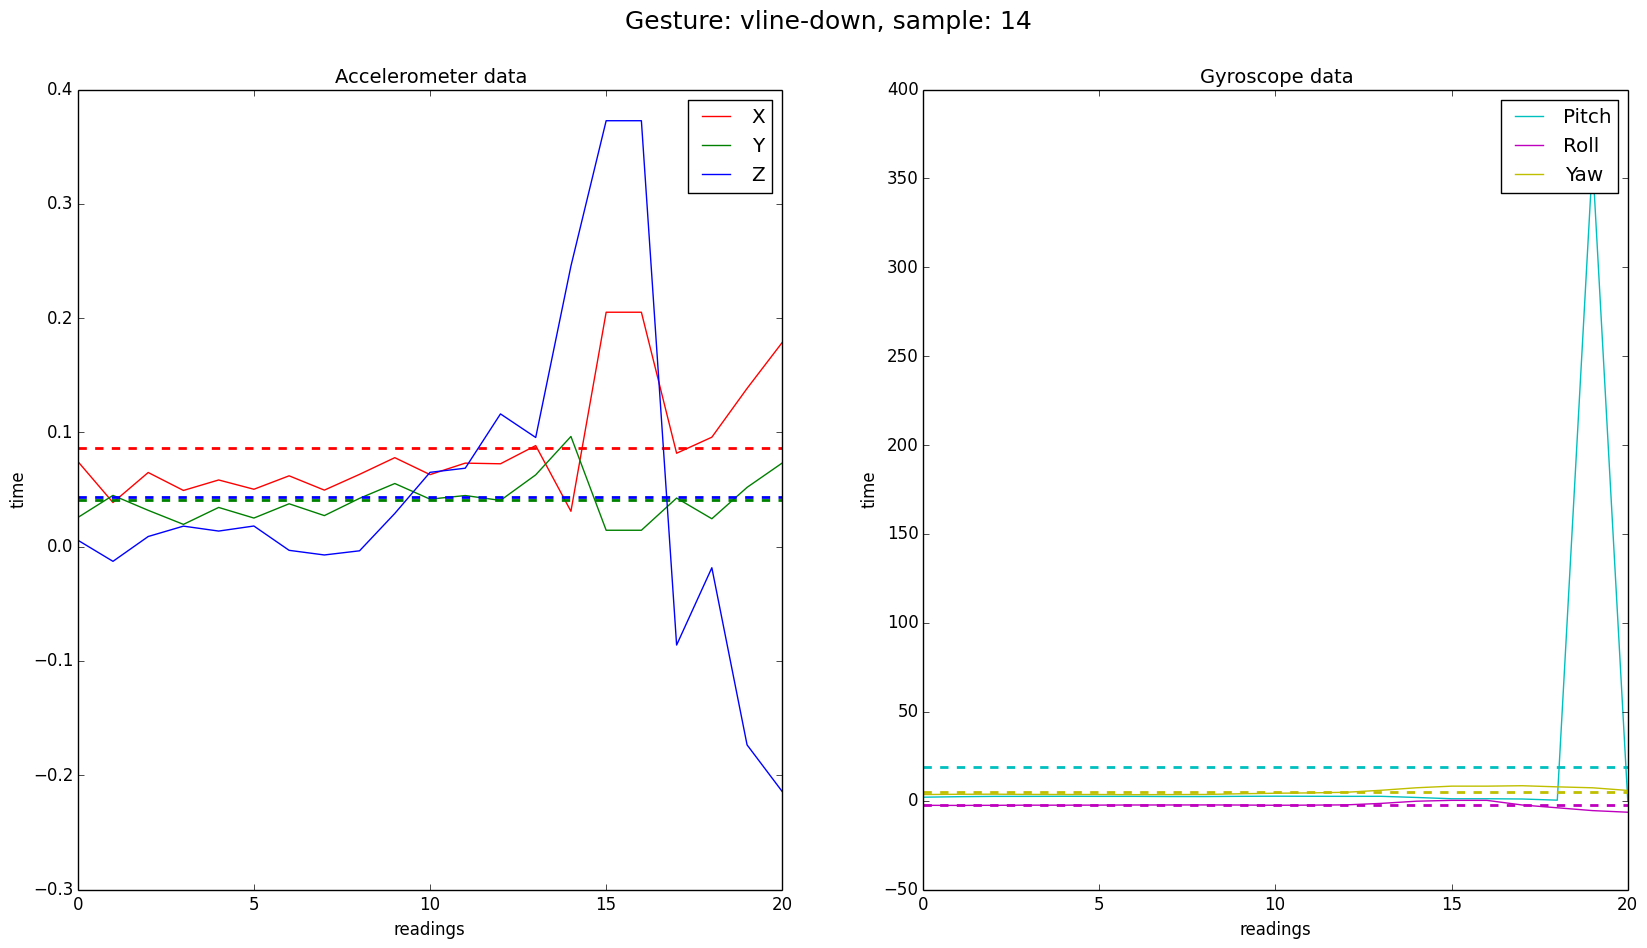 Gesture: vline-down, sample: 14
Accelerometer data
0.4
0.3
0.2
0.1
0.0
−0.1
−0.2
−0.3
time
0
5
10
15
20
readings
X
Y
Z
Gyroscope data
400
350
300
250
200
150
100
50
0
−50
time
0
5
10
15
20
readings
Pitch
Roll
Yaw